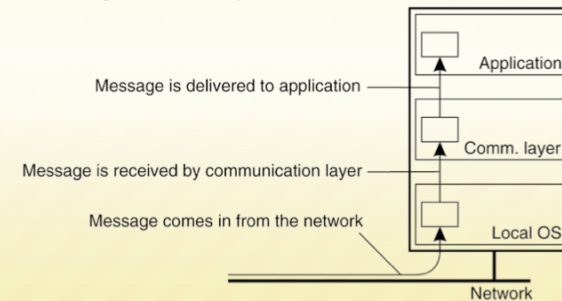 Application
Message is delivered to application
Comm. layer
Message is received by communication layer
Message comes in from the network
Local OS
Network